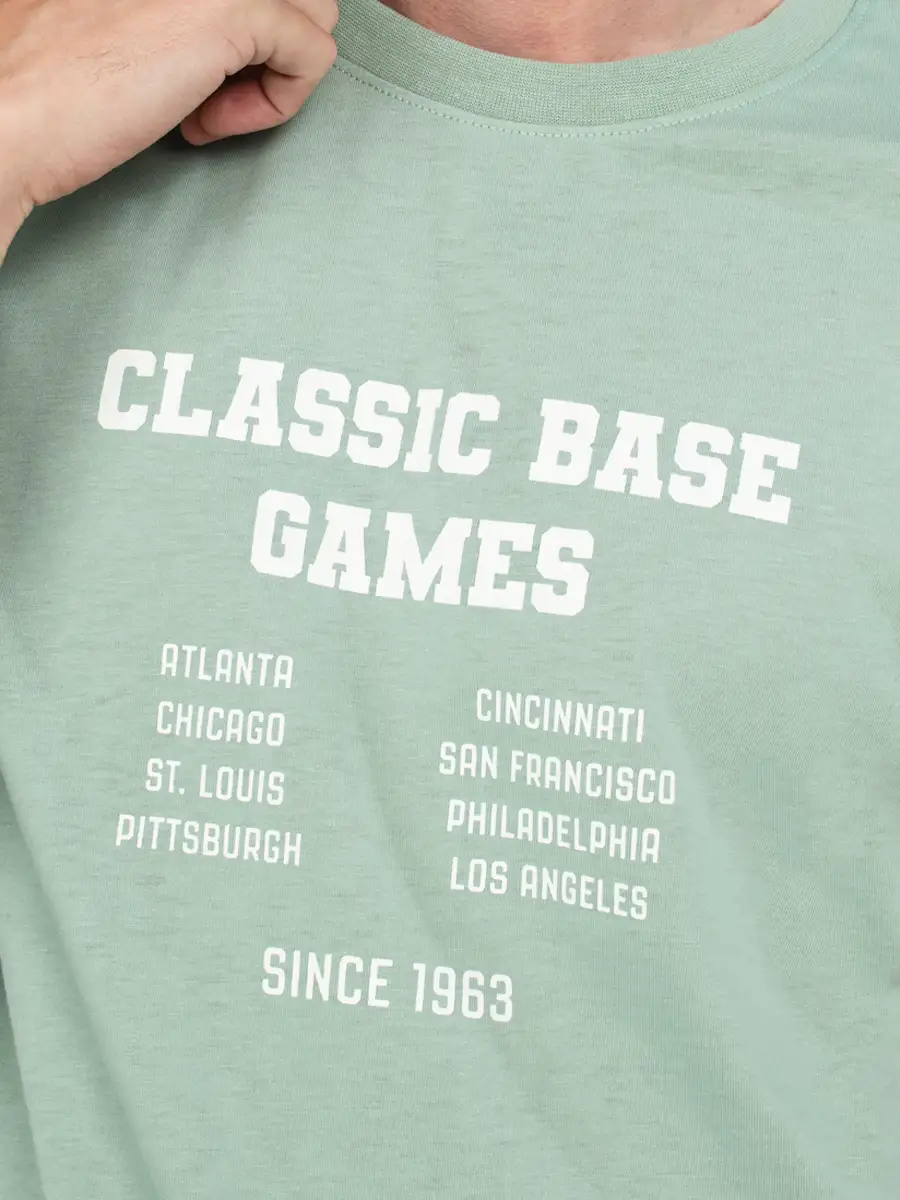 CLASSIC BASE
GAMES
ATLANTA
CHICAGO
ST. LOUIS
PITTSBURGH
CINCINNATI
SAN FRANCISCO
PHILADELPHIA
LOS ANGELES
SINCE 1963